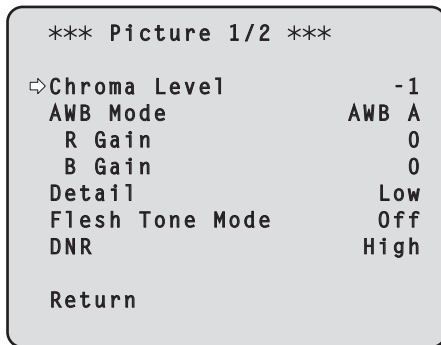 *** Picture 1/2 ***
⇨Chroma Level -1
AWB Mode AWB A
R Gain 0
B Gain 0
Detail Low
Flesh Tone Mode Off
DNR High
Return